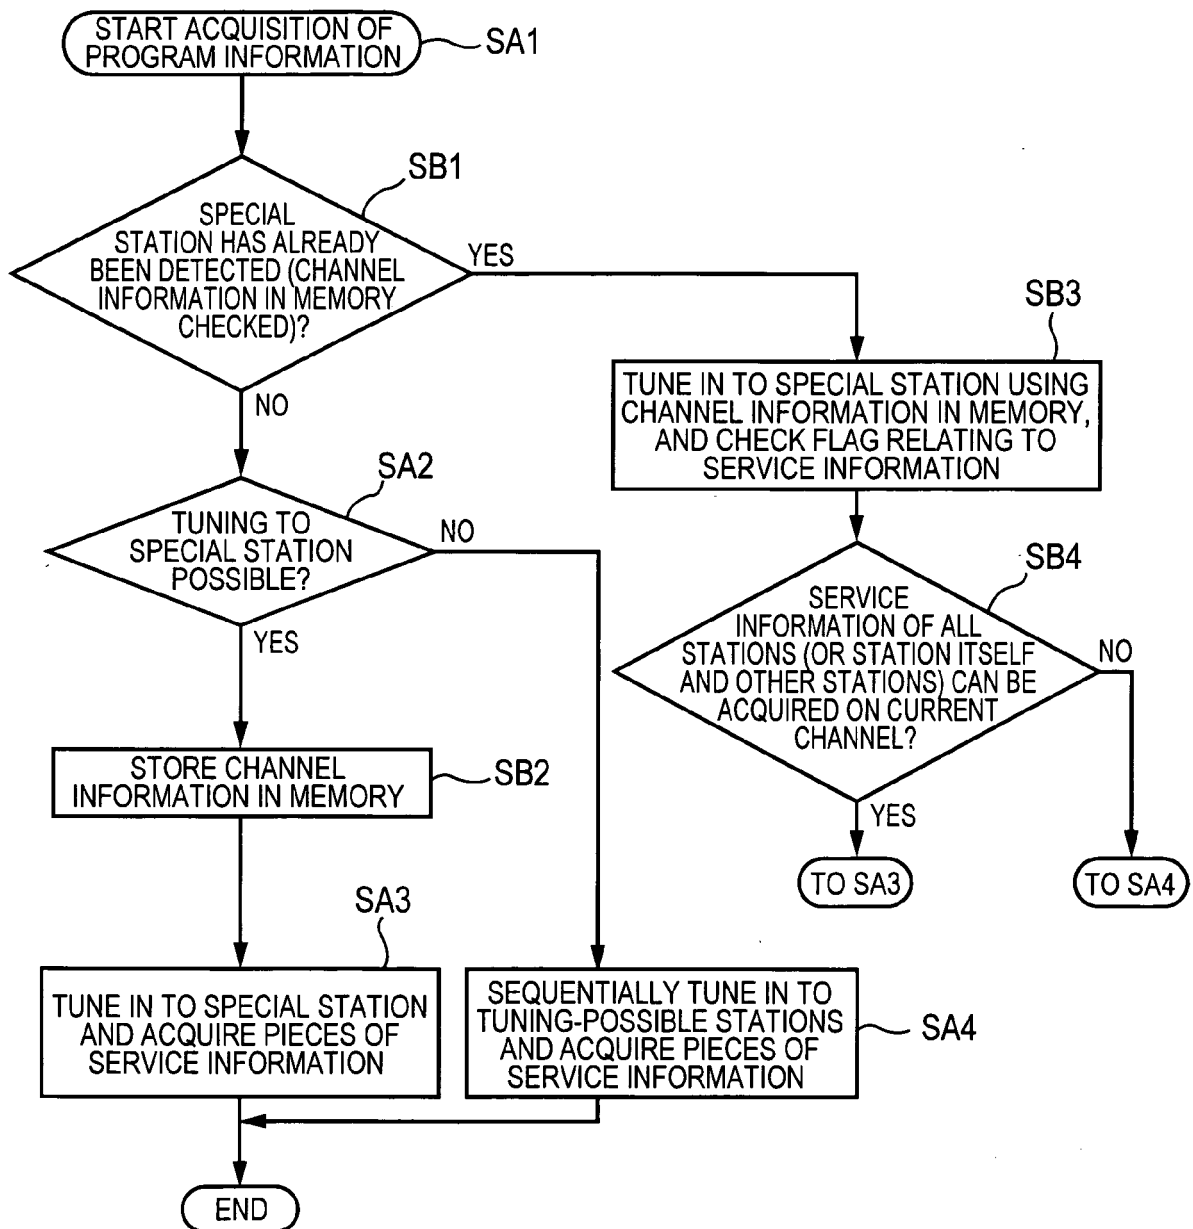 START ACQUISITION OF
PROGRAM INFORMATION
SA1
SB1
SPECIAL
STATION HAS ALREADY
BEEN DETECTED (CHANNEL
INFORMATION IN MEMORY
CHECKED)?
YES
NO
SB3
TUNE IN TO SPECIAL STATION USING
CHANNEL INFORMATION IN MEMORY,
AND CHECK FLAG RELATING TO
SERVICE INFORMATION
SA2
TUNING TO
SPECIAL STATION
POSSIBLE?
NO
YES
SB4
SERVICE
INFORMATION OF ALL
STATIONS (OR STATION ITSELF
AND OTHER STATIONS) CAN BE
ACQUIRED ON CURRENT
CHANNEL?
NO
YES
STORE CHANNEL
INFORMATION IN MEMORY
SB2
TO SA3
TO SA4
SA3
TUNE IN TO SPECIAL STATION
AND ACQUIRE PIECES OF
SERVICE INFORMATION
SEQUENTIALLY TUNE IN TO
TUNING-POSSIBLE STATIONS
AND ACQUIRE PIECES OF
SERVICE INFORMATION
SA4
END